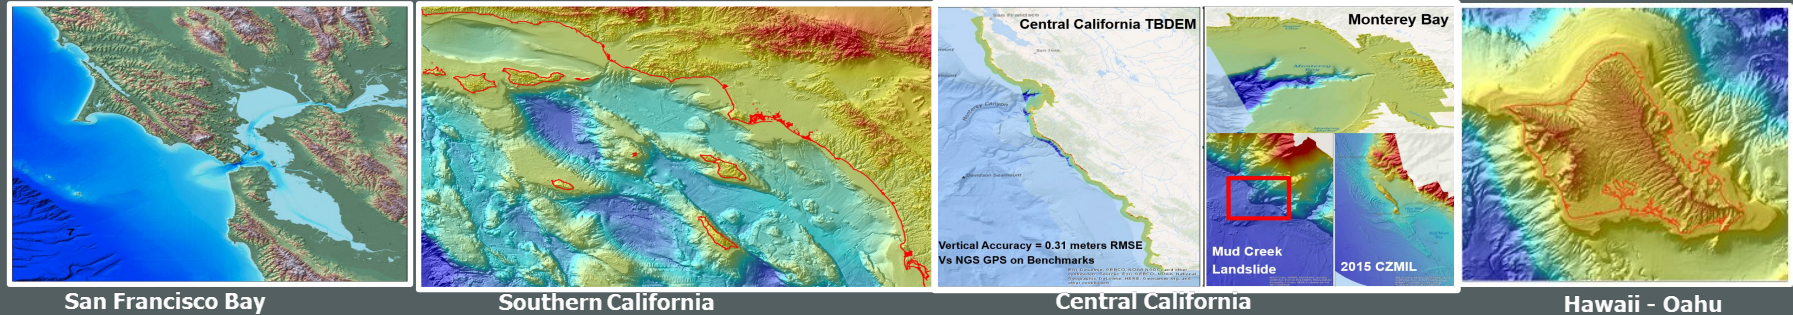 Central California TBDEM
Monterey Bay
Vertical Accuracy = 0.31 meters RMSE
Vs NGS GPS on Benchmarks
Mud Creek
Landslide
2015 CZMIL
San Francisco Bay
Southern California
Central California
Hawaii - Oahu